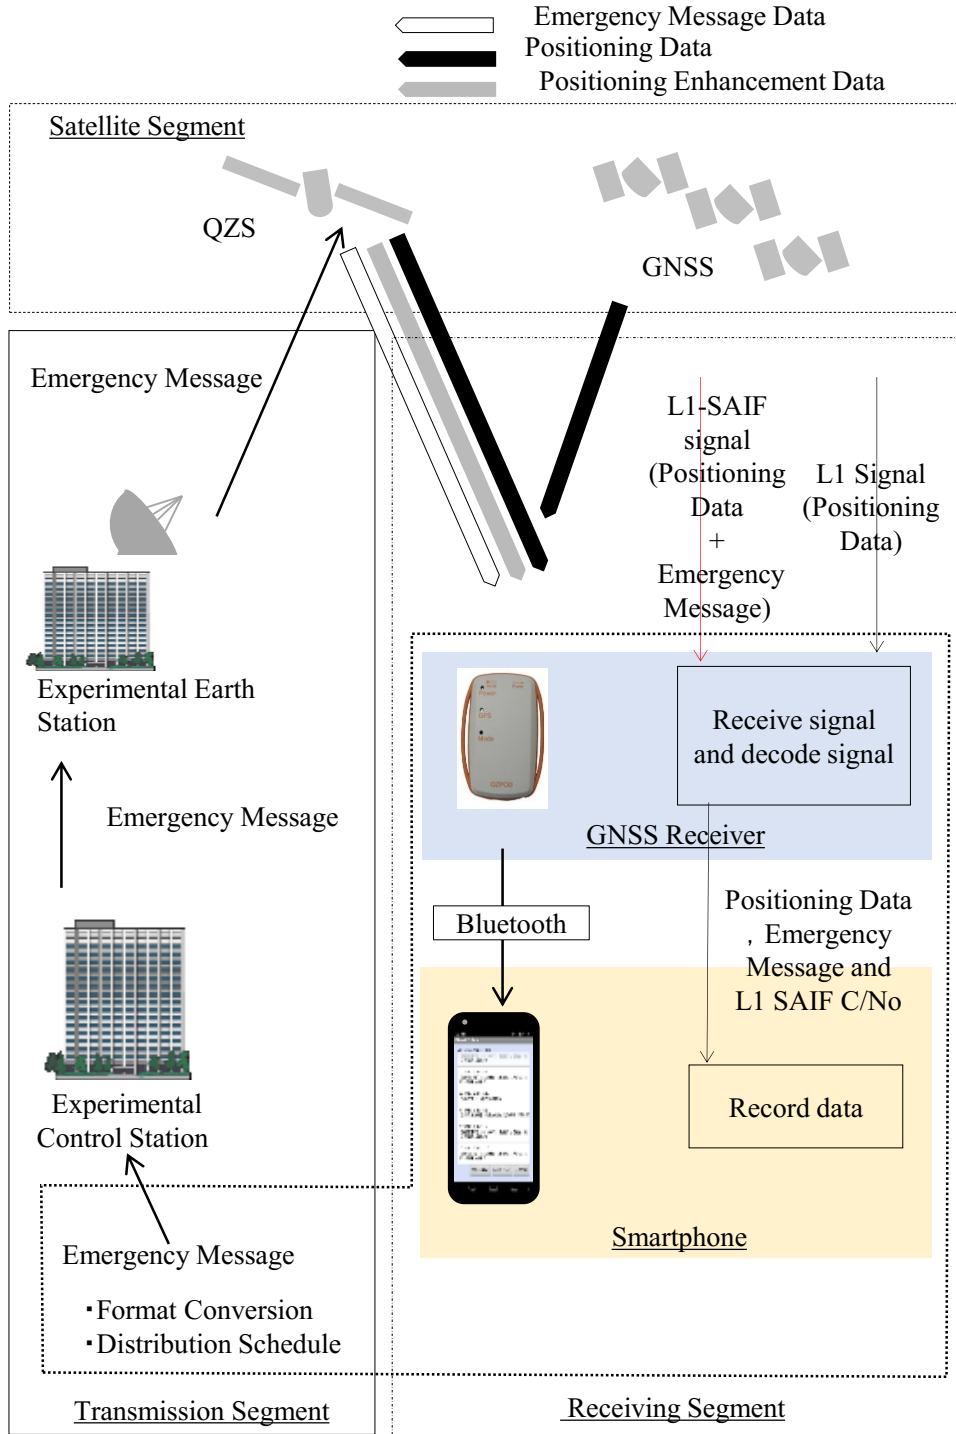 Emergency Message Data
Positioning Data
Positioning Enhancement Data
Satellite Segment
QZS
GNSS
Emergency Message
L1-SAIF
signal
(Positioning
Data
+
Emergency
Message)
L1 Signal
(Positioning
Data)
Experimental Earth
Station
Power
GPS
Mode
Receive signal
and decode signal
GNSS Receiver
Emergency Message
Bluetooth
Positioning Data
, Emergency
Message and
L1 SAIF C/No
Experimental
Control Station
Record data
Smartphone
Emergency Message
・Format Conversion
・Distribution Schedule
Transmission Segment
Receiving Segment